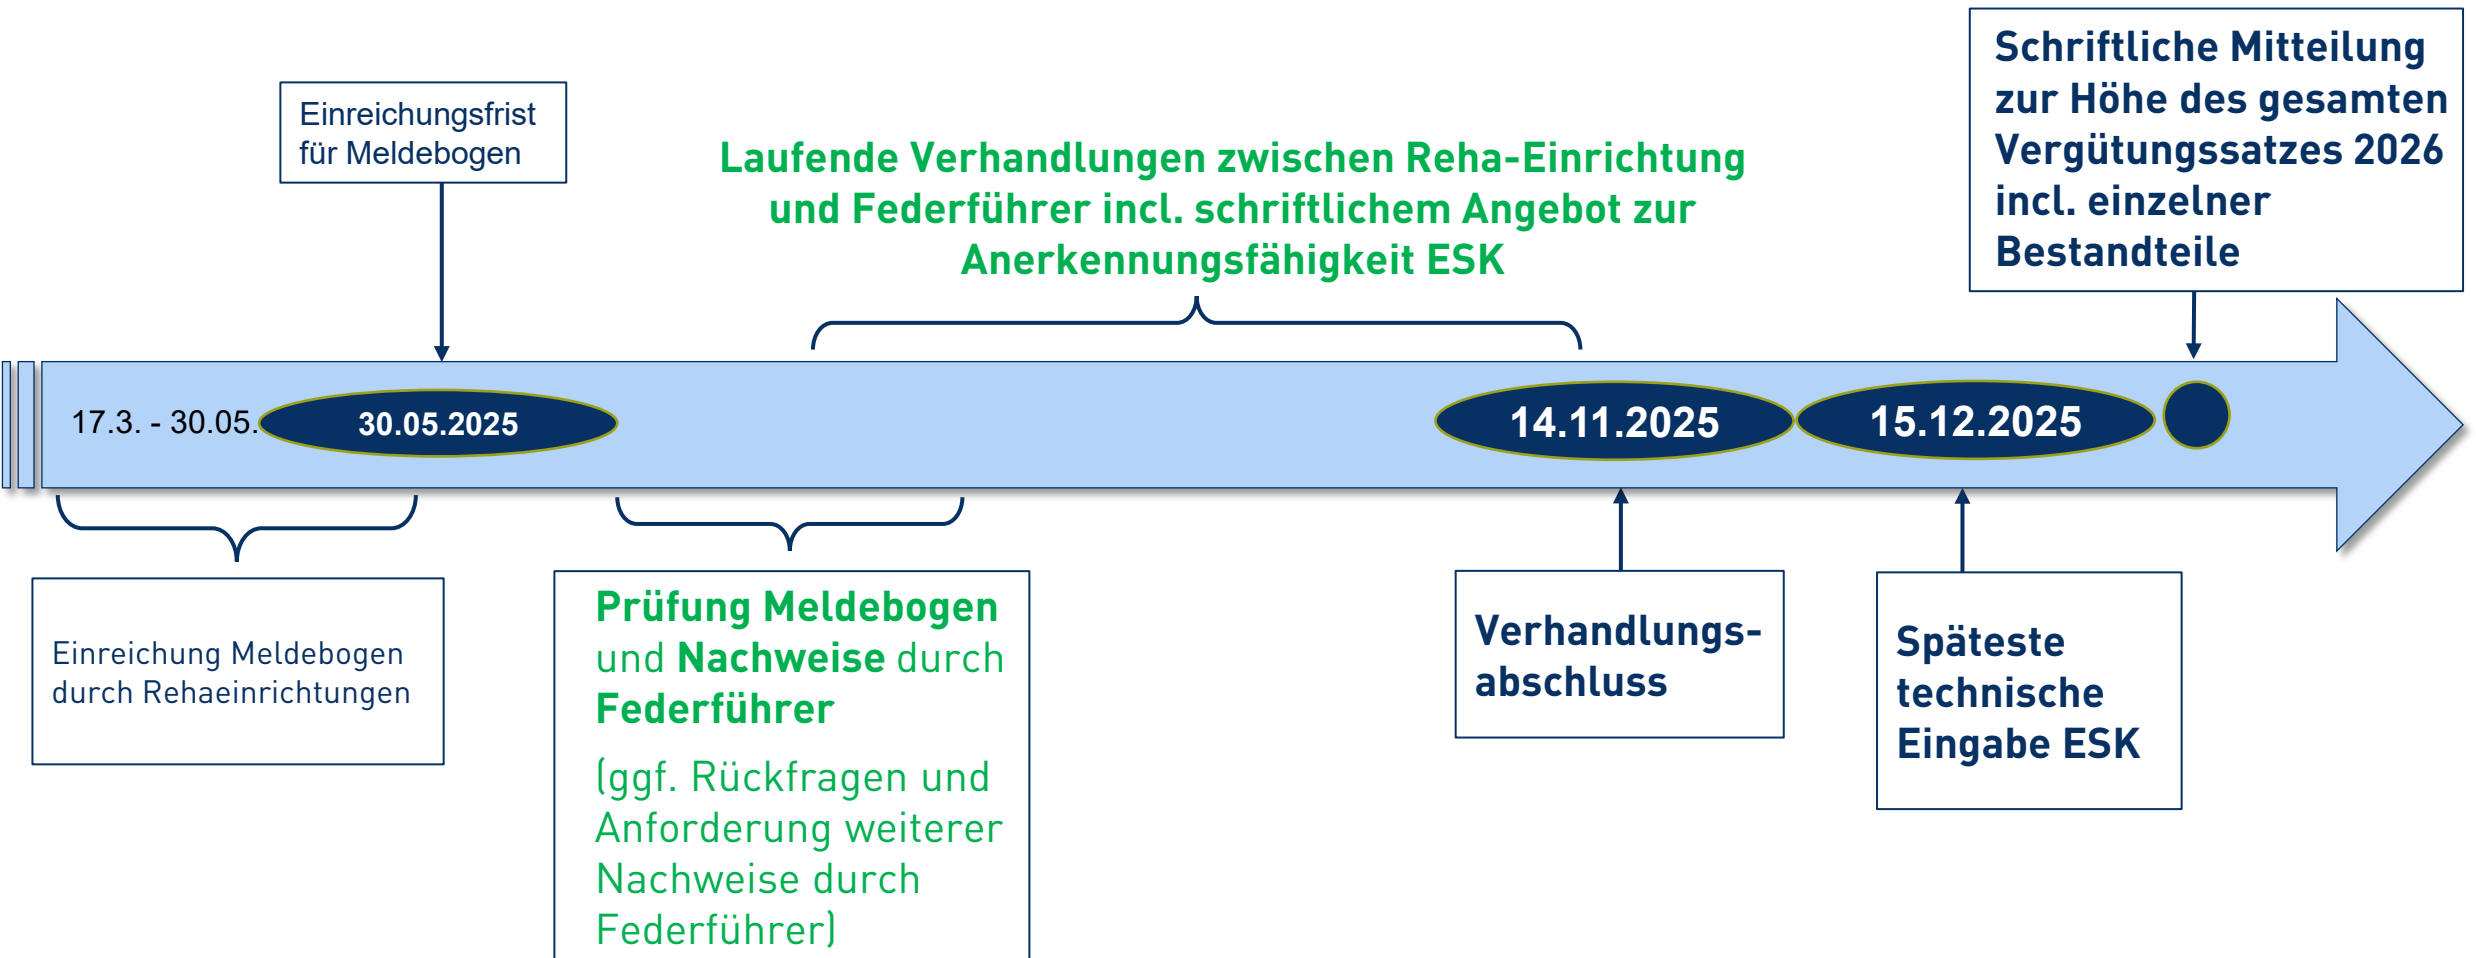 Schriftliche Mitteilung
zur Höhe des gesamten
Vergütungssatzes 2026
incl. einzelner
Bestandteile
Einreichungsfrist
für Meldebogen
Laufende Verhandlungen zwischen Reha-Einrichtung
und Federführer incl. schriftlichem Angebot zur
Anerkennungsfähigkeit ESK
17.3. - 30.05.
30.05.2025
14.11.2025
15.12.2025
Einreichung Meldebogen
durch Rehaeinrichtungen
Prüfung Meldebogen
und Nachweise durch
Federführer
(ggf. Rückfragen und
Anforderung weiterer
Nachweise durch
Federführer)
Verhandlungs-
abschluss
Späteste
technische
Eingabe ESK